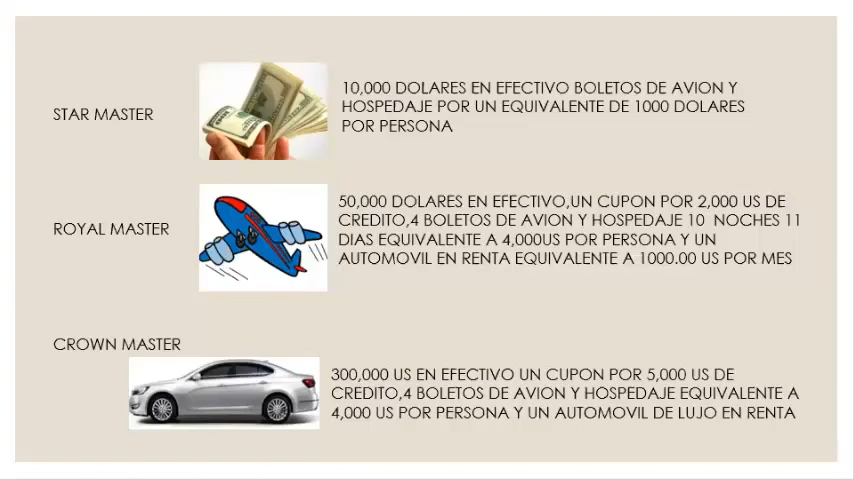 STAR MASTER
10,000 DOLARES EN EFECTIVO BOLETOS DE AVION Y
HOSPEDAJE POR UN EQUIVALENTE DE 1000 DOLARES
POR PERSONA
ROYAL MASTER
50,000 DOLARES EN EFECTIVO,UN CUPON POR 2,000 US DE
CREDITO,4 BOLETOS DE AVION Y HOSPEDAJE 10 NOCHES 11
DIAS EQUIVALENTE A 4,000US POR PERSONA Y UN
AUTOMOVIL EN RENTA EQUIVALENTE A 1000.00 US POR MES
CROWN MASTER
300,000 US EN EFECTIVO UN CUPON POR 5,000 US DE
CREDITO,4 BOLETOS DE AVION Y HOSPEDAJE EQUIVALENTE A
4,000 US POR PERSONA Y UN AUTOMOVIL DE LUJO EN RENTA